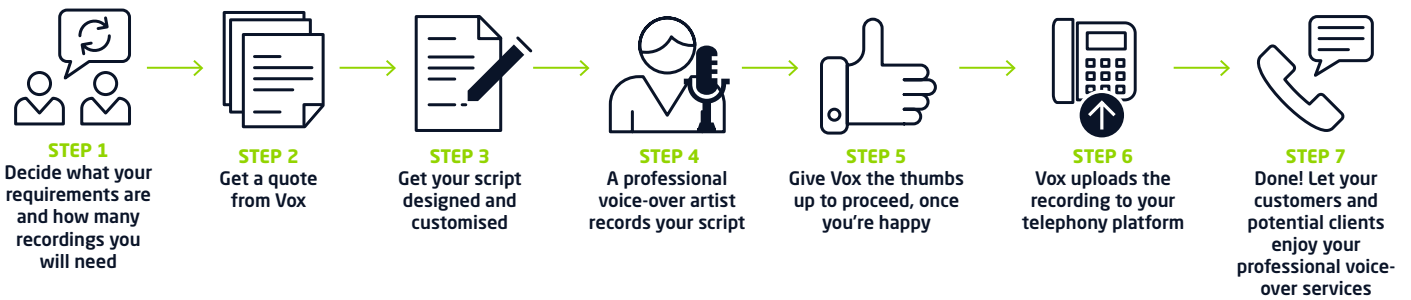 STEP 1
Decide what your
requirements are
and how many
recordings you
will need
STEP 2
Get a quote
from Vox
STEP 3
Get your script
designed and
customised
STEP 4
A professional
voice-over artist
records your script
STEP 5
Give Vox the thumbs
up to proceed, once
you're happy
STEP 6
Vox uploads the
recording to your
telephony platform
STEP 7
Done! Let your
customers and
potential clients
enjoy your
professional voice-
over services